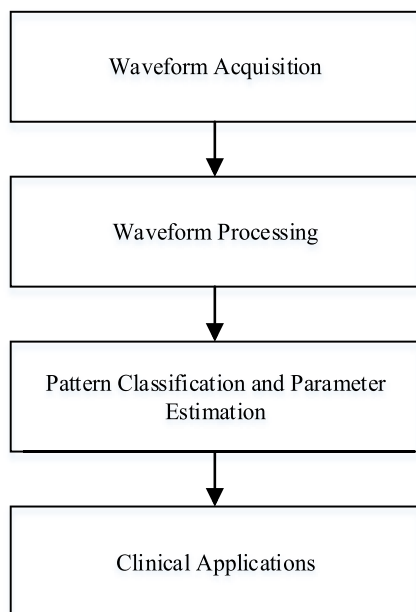 Waveform Acquisition
Waveform Processing
Pattern Classification and Parameter
Estimation
Clinical Applications